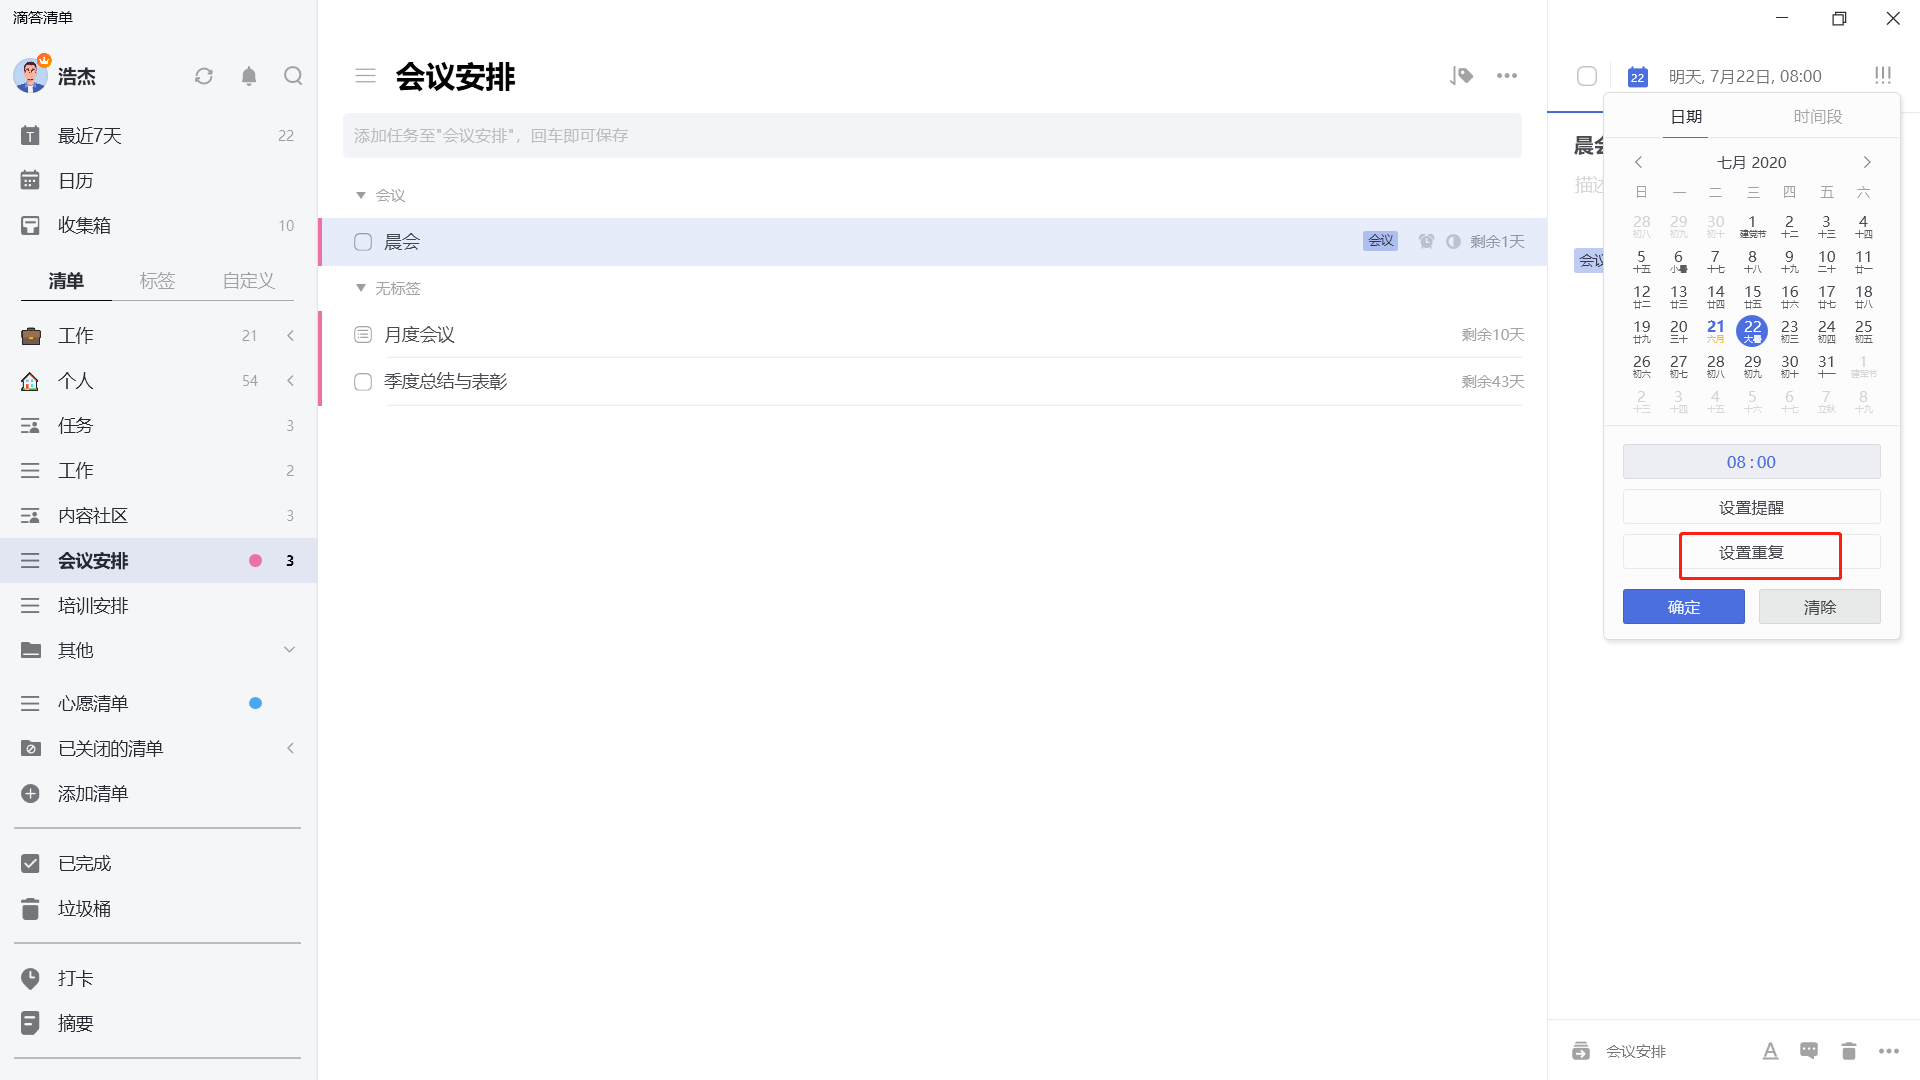 滴答清单
浩杰
最近7天 22
日历
收集箱 10
清单 标签 自定义
工作 21
个人 54
任务 3
工作 2
内容社区 3
会议安排 3
培训安排
其他
心愿清单
已关闭的清单
添加清单
已完成
垃圾桶
打卡
摘要
会议安排
添加任务至"会议安排"，回车即可保存
会议
晨会 会议 剩余1天
无标签
月度会议 剩余10天
季度总结与表彰 剩余43天
22 明天, 7月22日, 08:00
晨会
描述
会议
日期 时间段
七月 2020
日 一 二 三 四 五 六
28 29 30 1 2 3 4
初八 初九 初十 建党节 十二 十三 十四
5 6 7 8 9 10 11
十五 小暑 十七 十八 十九 二十 廿一
12 13 14 15 16 17 18
廿二 廿三 廿四 廿五 廿六 廿七 廿八
19 20 21 22 23 24 25
廿九 三十 六月 大暑 初三 初四 初五
26 27 28 29 30 31 1
初六 初七 初八 初九 初十 十一 建军节
2 3 4 5 6 7 8
十三 十四 十五 十六 十七 立秋 十九
08:00
设置提醒
设置重复
确定 清除
会议安排